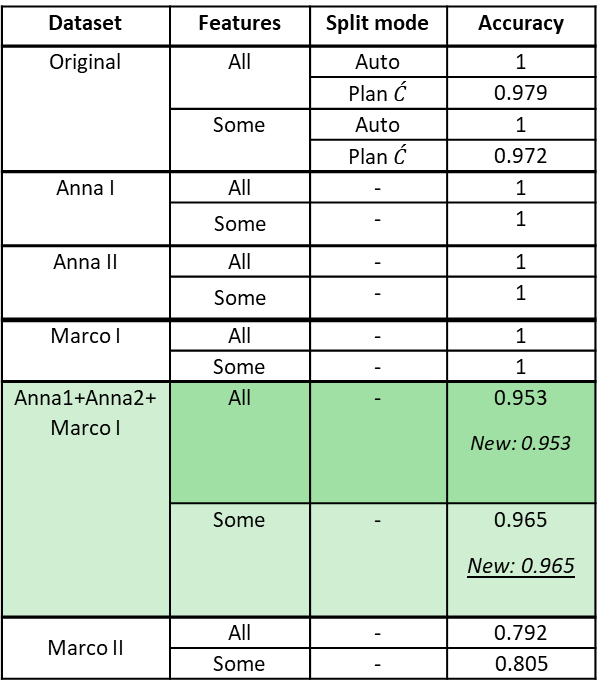 Dataset Features Split mode Accuracy
Original All Auto 1
Plan Ć 0.979
Some Auto 1
Plan Ć 0.972
Anna I All - 1
Some - 1
Anna II All - 1
Some - 1
Marco I All - 1
Some - 1
Anna1+Anna2+ All - 0.953
Marco I New: 0.953
Some - 0.965
New: 0.965
Marco II All - 0.792
Some - 0.805